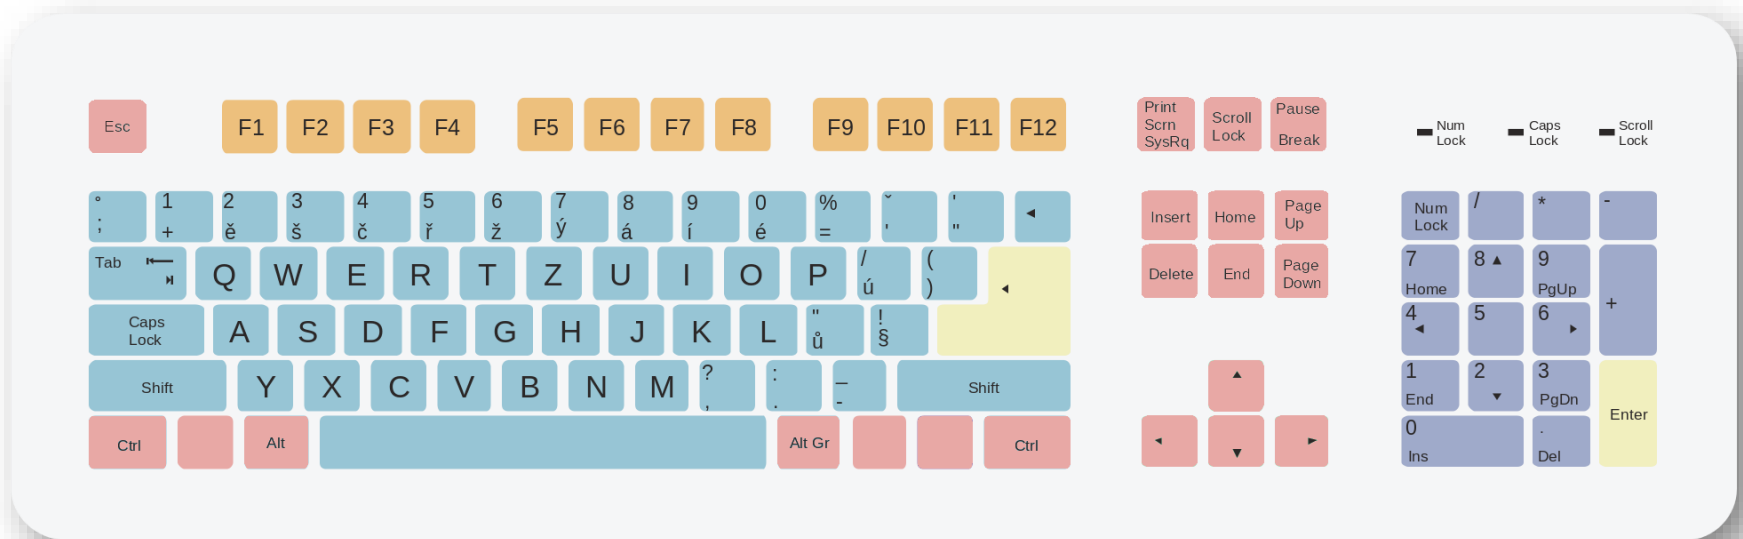 Esc F1 F2 F3 F4 F5 F6 F7 F8 F9 F10 F11 F12
Print
Scrn
SysRq
Scroll
Lock
Pause
Break
Num
Lock
Caps
Lock
Scroll
Lock
° 1 2 3 4 5 6 7 8 9 0 % ˇ '
; + ě š č ř ž ý á í é = ' "
Insert Home
Page
Up
Num
Lock
/ * -
Tab Q W E R T Z U I O P
/ (
ú )
Delete End
Page
Down
7 8 9
Home PgUp
+
Caps
Lock
A S D F G H J K L
" !
ů §
4 5 6
Shift Y X C V B N M
? : _
, . -
Shift
1 2 3
End PgDn
Enter
Ctrl Alt Alt Gr Ctrl
0 .
Ins Del